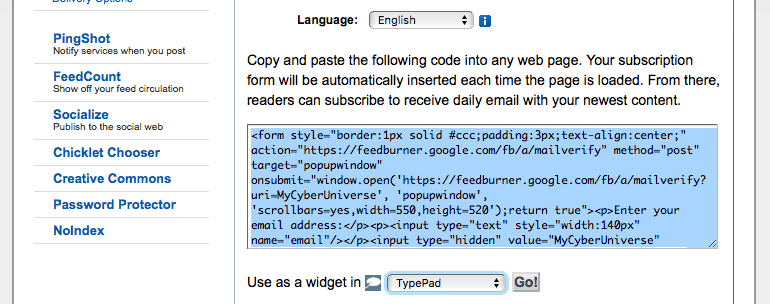 Delivery Options
PingShot
Notify services when you post
FeedCount
Show off your feed circulation
Socialize
Publish to the social web
Chicklet Chooser
Creative Commons
Password Protector
NoIndex
Language: English
Copy and paste the following code into any web page. Your subscription
form will be automatically inserted each time the page is loaded. From there,
readers can subscribe to receive daily email with your newest content.
<form style="border:1px solid #ccc;padding:3px;text-align:center;"
action="https://feedburner.google.com/fb/a/mailverify" method="post"
target="popupwindow"
onsubmit="window.open('https://feedburner.google.com/fb/a/mailverify?
uri=MyCyberUniverse', 'popupwindow',
'scrollbars=yes,width=550,height=520');return true"><p>Enter your
email address:</p><p><input type="text" style="width:140px"
name="email"/></p><input type="hidden" value="MyCyberUniverse"
Use as a widget in TypePad Go!